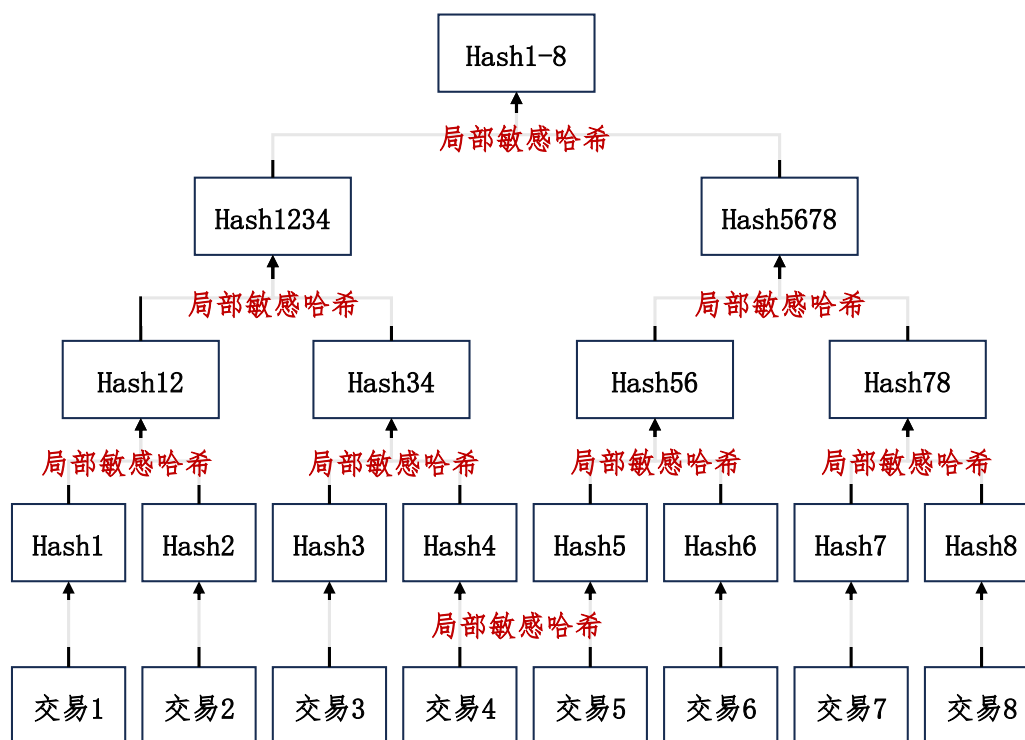 Hash1-8
局部敏感哈希
Hash1234 Hash5678
局部敏感哈希 局部敏感哈希
Hash12 Hash34 Hash56 Hash78
局部敏感哈希 局部敏感哈希 局部敏感哈希 局部敏感哈希
Hash1 Hash2 Hash3 Hash4 Hash5 Hash6 Hash7 Hash8
局部敏感哈希
交易1 交易2 交易3 交易4 交易5 交易6 交易7 交易8